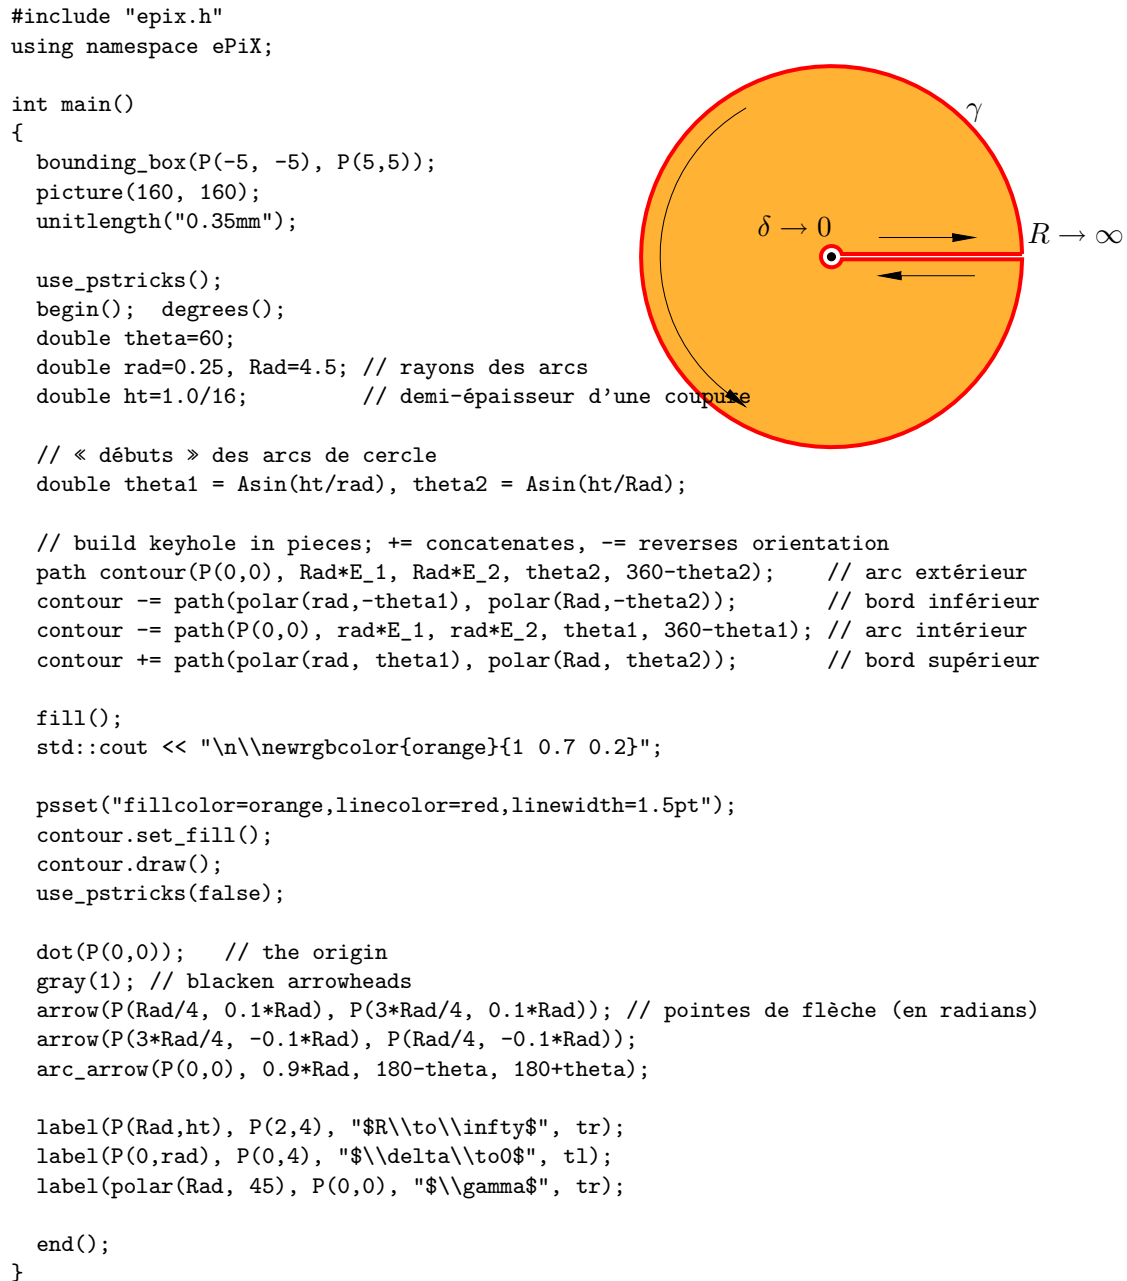 #include "epix.h"
using namespace ePiX;

int main()
{
  bounding_box(P(-5, -5), P(5,5));
  picture(160, 160);
  unitlength("0.35mm");

  use_pstricks();
  begin();  degrees();
  double theta=60;
  double rad=0.25, Rad=4.5; // rayons des arcs
  double ht=1.0/16;         // demi-épaisseur d'une coupure

  // « débuts » des arcs de cercle
  double theta1 = Asin(ht/rad), theta2 = Asin(ht/Rad);

  // build keyhole in pieces; += concatenates, -= reverses orientation
  path contour(P(0,0), Rad*E_1, Rad*E_2, theta2, 360-theta2);    // arc extérieur
  contour -= path(polar(rad,-theta1), polar(Rad,-theta2));       // bord inférieur
  contour -= path(P(0,0), rad*E_1, rad*E_2, theta1, 360-theta1); // arc intérieur
  contour += path(polar(rad, theta1), polar(Rad, theta2));       // bord supérieur

  fill();
  std::cout << "\n\\newrgbcolor{orange}{1 0.7 0.2}";

  psset("fillcolor=orange,linecolor=red,linewidth=1.5pt");
  contour.set_fill();
  contour.draw();
  use_pstricks(false);

  dot(P(0,0));   // the origin
  gray(1); // blacken arrowheads
  arrow(P(Rad/4, 0.1*Rad), P(3*Rad/4, 0.1*Rad)); // pointes de flèche (en radians)
  arrow(P(3*Rad/4, -0.1*Rad), P(Rad/4, -0.1*Rad));
  arc_arrow(P(0,0), 0.9*Rad, 180-theta, 180+theta);

  label(P(Rad,ht), P(2,4), "$R\\to\\infty$", tr);
  label(P(0,rad), P(0,4), "$\\delta\\to0$", tl);
  label(polar(Rad, 45), P(0,0), "$\\gamma$", tr);

  end();
}
γ
δ → 0
R → ∞